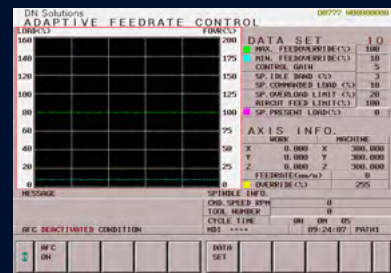 DN Solutions
O8777 N00000000
ADAPTIVE FEEDRATE CONTROL
LOAD(%)
FOVR(%)
160 200
140 175
120 150
100 125
80 100
60 75
40 50
20 25
0 0
DATA SET 10
MAX. FEEDOVERRIDE(%) 100
MIN. FEEDOVERRIDE(%) 10
CONTROL GAIN 5
SP.IDLE BAND (%) 3
SP.COMMANDED LOAD (%) 10
SP.OVERLOAD LIMIT (%) 20
AIRCUT FEED LIMIT(%) 100
SP.PRESENT LOAD(%) 0
AXIS INFO.
WORK MACHINE
X 0.000 X 300.000
Y 0.000 Y 300.000
Z 0.000 Z 300.000
FEEDRATE(mm/m) 0
OVERRIDE(%) 255
MESSAGE
SPINDLE INFO.
CMD.SPEED RPM 0
TOOL NUMBER 0
CYCLE TIME 0H 0M 0S
AFC DEACTIVATED CONDITION
MDI **** 09:24:07 PATH1
AFC
ON
DATA
SET